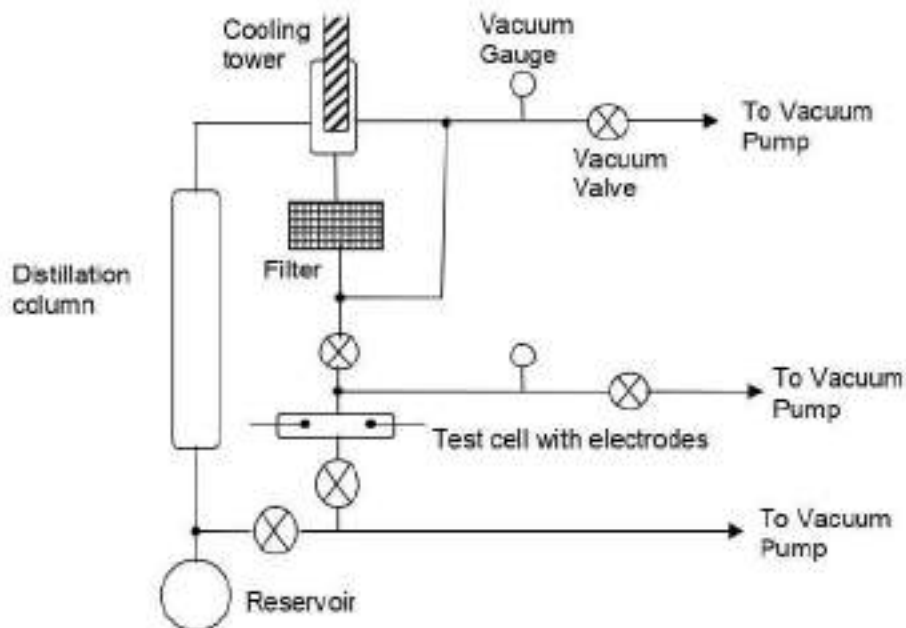 Cooling
tower
Vacuum
Gauge
To Vacuum
Pump
Vacuum
Valve
Distillation
column
Filter
To Vacuum
Pump
Test cell with electrodes
To Vacuum
Pump
Reservoir